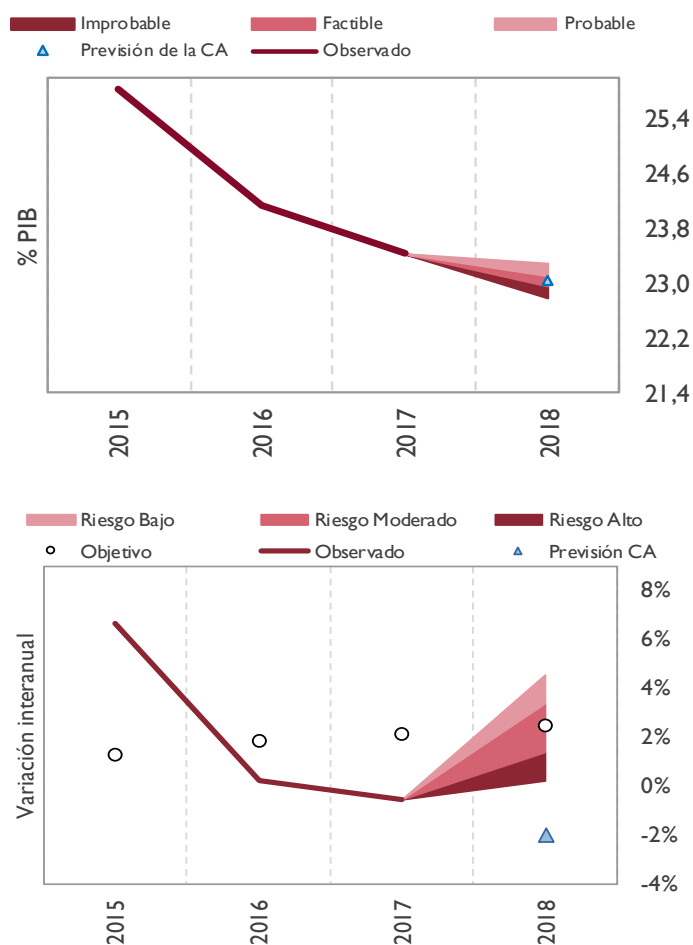 Improbable Factible Probable
Previsión de la CA Observado
% PIB
25,4
24,6
23,8
23,0
22,2
21,4
2015 2016 2017 2018
Riesgo Bajo Riesgo Moderado Riesgo Alto
Objetivo Observado Previsión CA
Variación interanual
8%
6%
4%
2%
0%
-2%
-4%
2015 2016 2017 2018